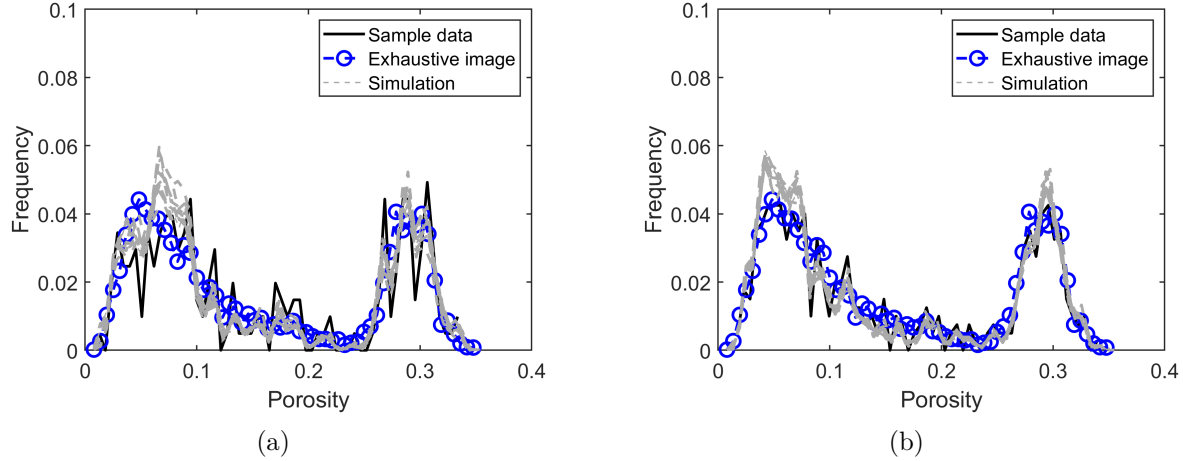 0.1
0.08
0.06
0.04
0.02
0
Frequency
0
0.1
0.2
0.3
0.4
Porosity
Sample data
Exhaustive image
Simulation
(a)
0.1
0.08
0.06
0.04
0.02
0
Frequency
0
0.1
0.2
0.3
0.4
Porosity
Sample data
Exhaustive image
Simulation
(b)